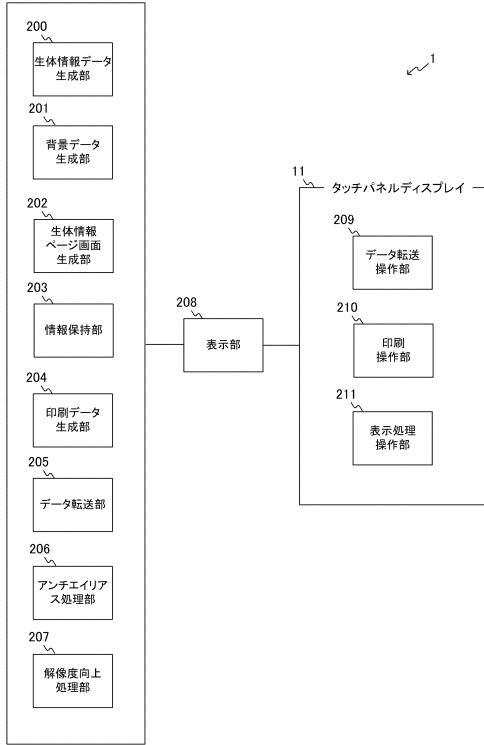 200
生体情報データ
生成部
201
背景データ
生成部
202
生体情報
ページ画面
生成部
203
情報保持部
204
印刷データ
生成部
205
データ転送部
206
アンチエイリア
ス処理部
207
解像度向上
処理部
208
表示部
1
11
タッチパネルディスプレイ
209
データ転送
操作部
210
印刷
操作部
211
表示処理
操作部